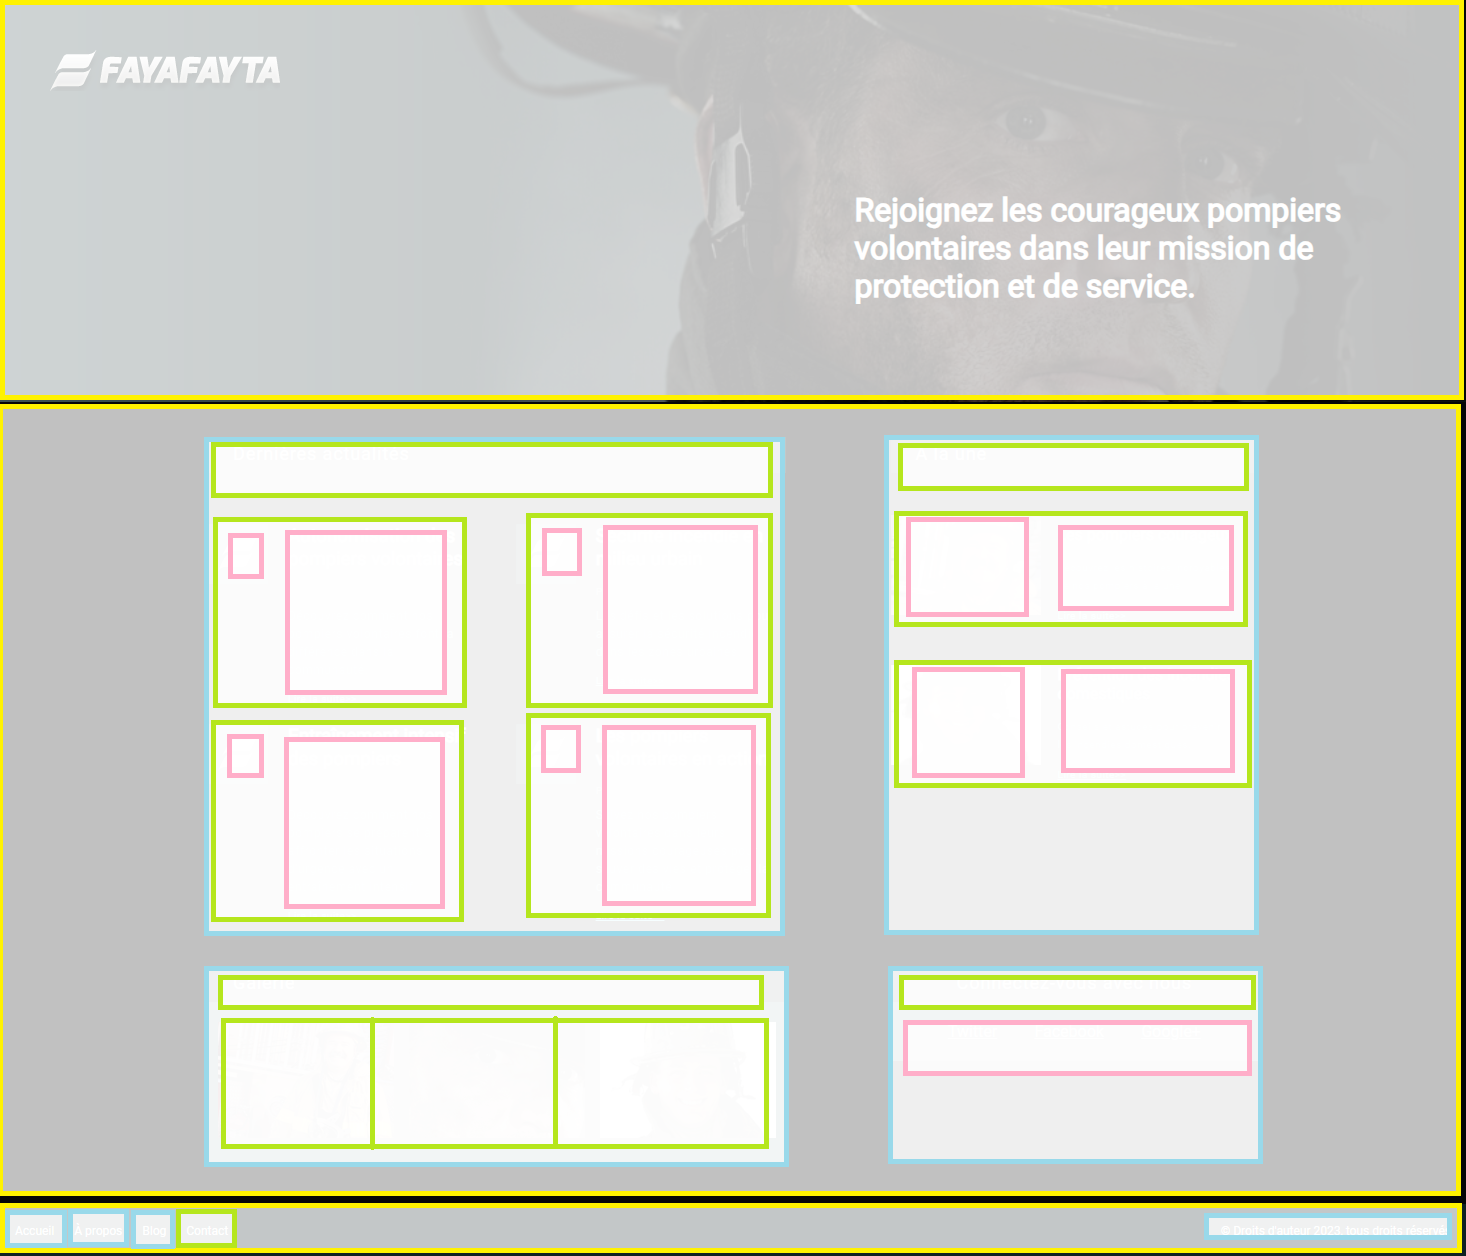 FAYAFAYTA
Rejoignez les courageux pompiers
volontaires dans leur mission de
protection et de service.
Dernières actualités
A la une
Galerie
Connectez-vous avec nous
Accueil
À propos
Blog
Contact
© Droits d'auteur 2023, tous droits réservé